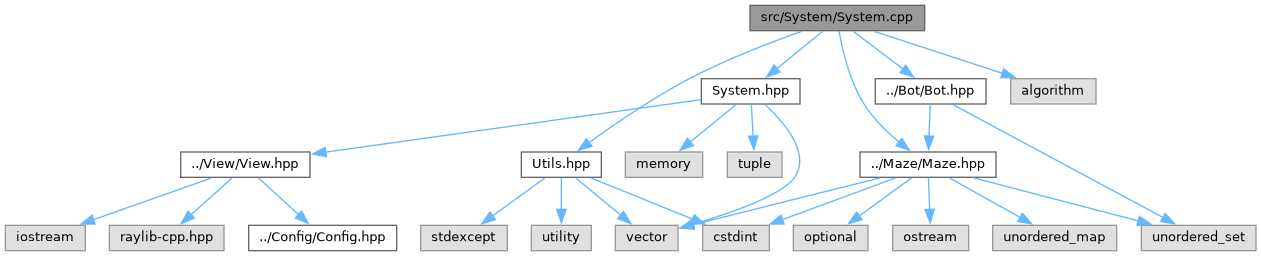 src/System/System.cpp
System.hpp
../Bot/Bot.hpp
algorithm
../View/View.hpp
Utils.hpp
memory
tuple
../Maze/Maze.hpp
iostream
raylib-cpp.hpp
../Config/Config.hpp
stdexcept
utility
vector
cstdint
optional
ostream
unordered_map
unordered_set